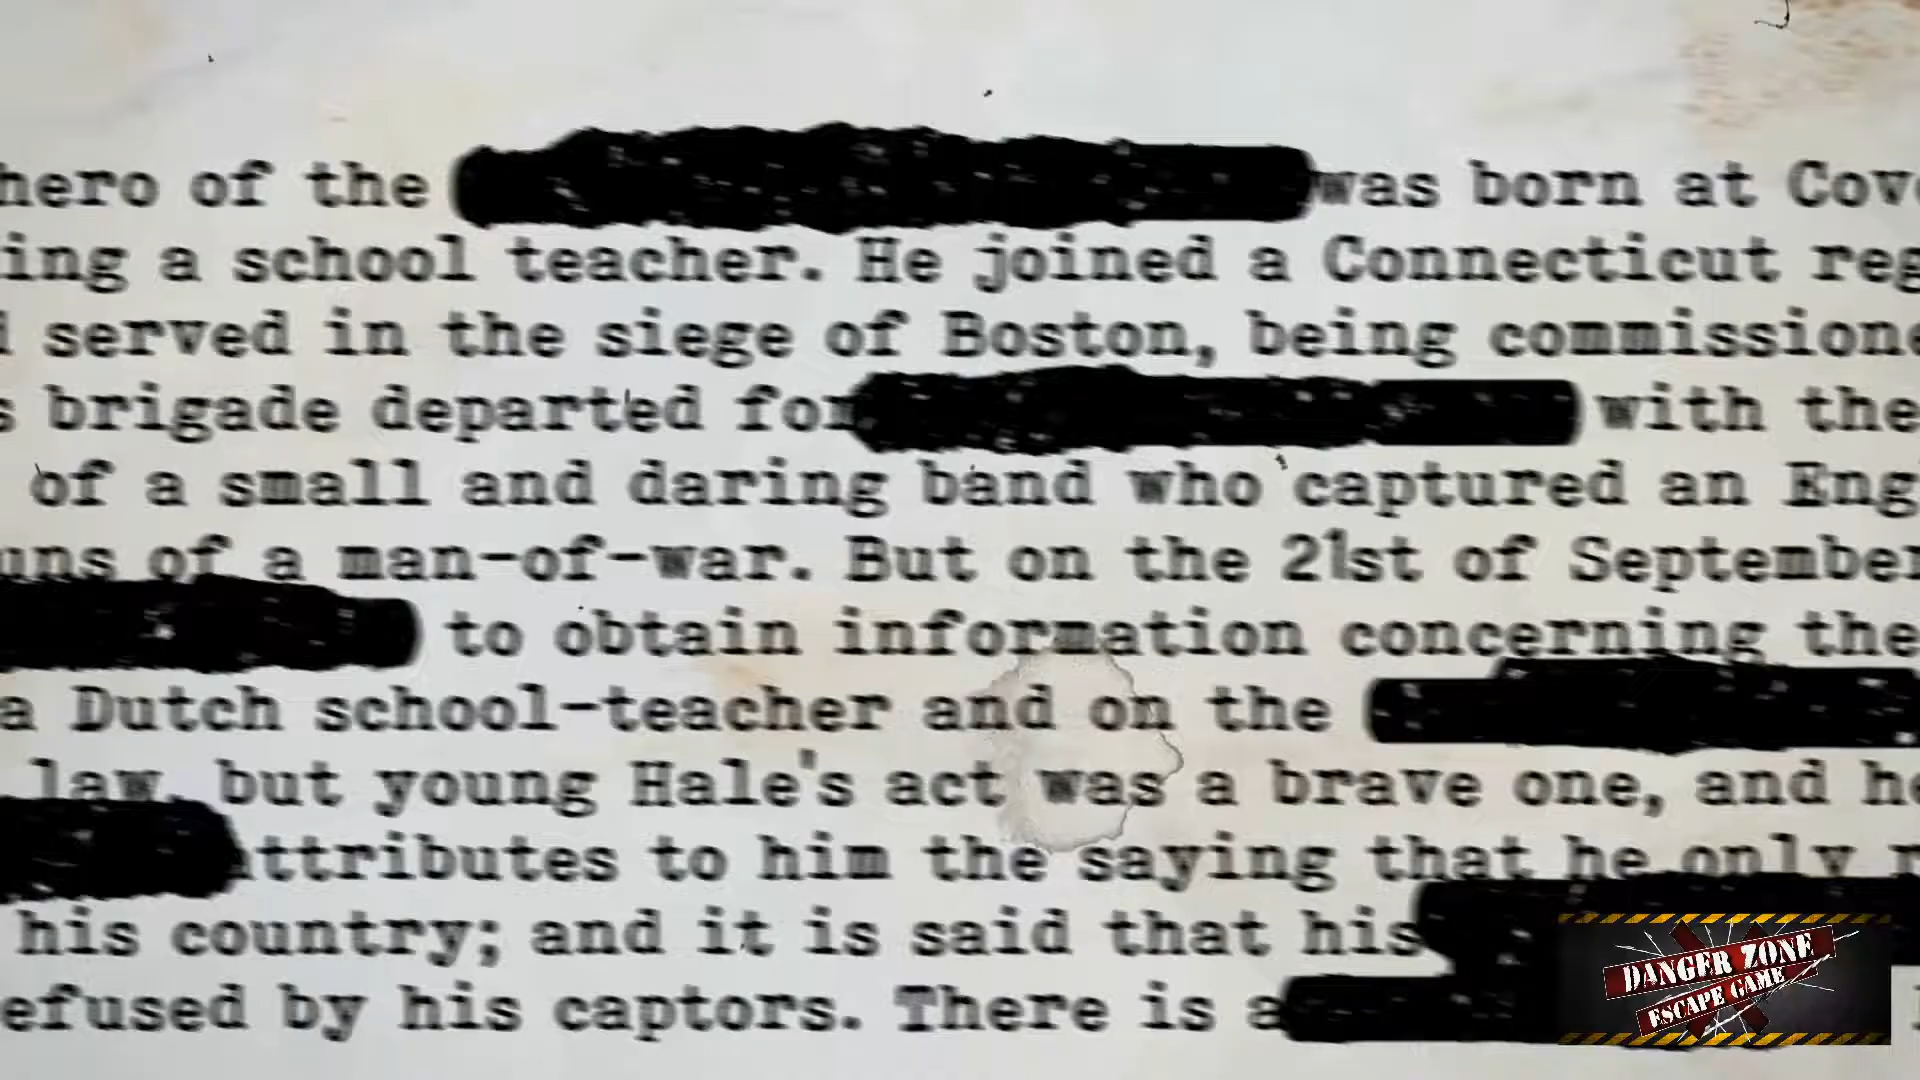 hero of the was born at Cov
ing a school teacher. He joined a Connecticut reg
served in the siege of Boston, being commissione
s brigade departed for with the
of a small and daring band who captured an Eng
uns of a man-of-war. But on the 21st of September
to obtain information concerning the
a Dutch school-teacher and on the
law, but young Hale's act was a brave one, and he
attributes to him the saying that he only r
his country; and it is said that his
efused by his captors. There is a
DANGER ZONE
ESCAPE GAME